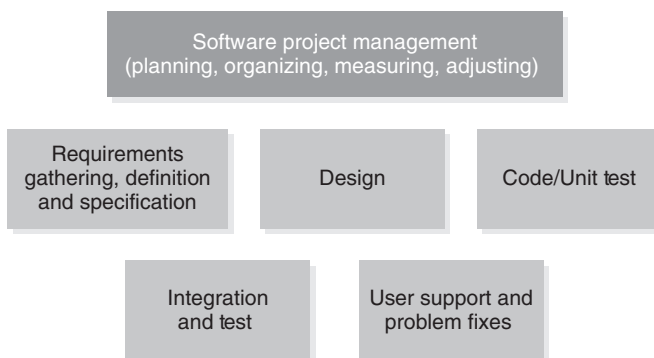 Software project management
(planning, organizing, measuring, adjusting)
Requirements
gathering, definition
and specification
Design
Code/Unit test
Integration
and test
User support and
problem fixes